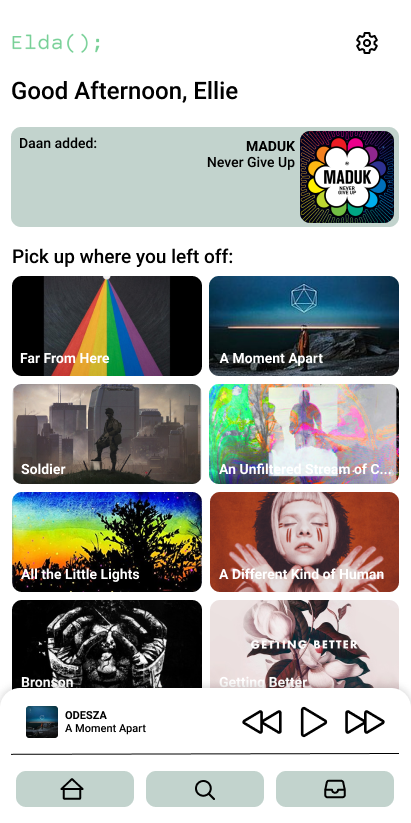 Elda();
Good Afternoon, Ellie
Daan added:
MADUK
Never Give Up
MADUK
NEVER
GIVE UP
Pick up where you left off:
Far From Here
A Moment Apart
Soldier
An Unfiltered Stream of C...
All the Little Lights
A Different Kind of Human
GETTING BETTER
Bronson
Getting Better
ODESZA
A Moment Apart